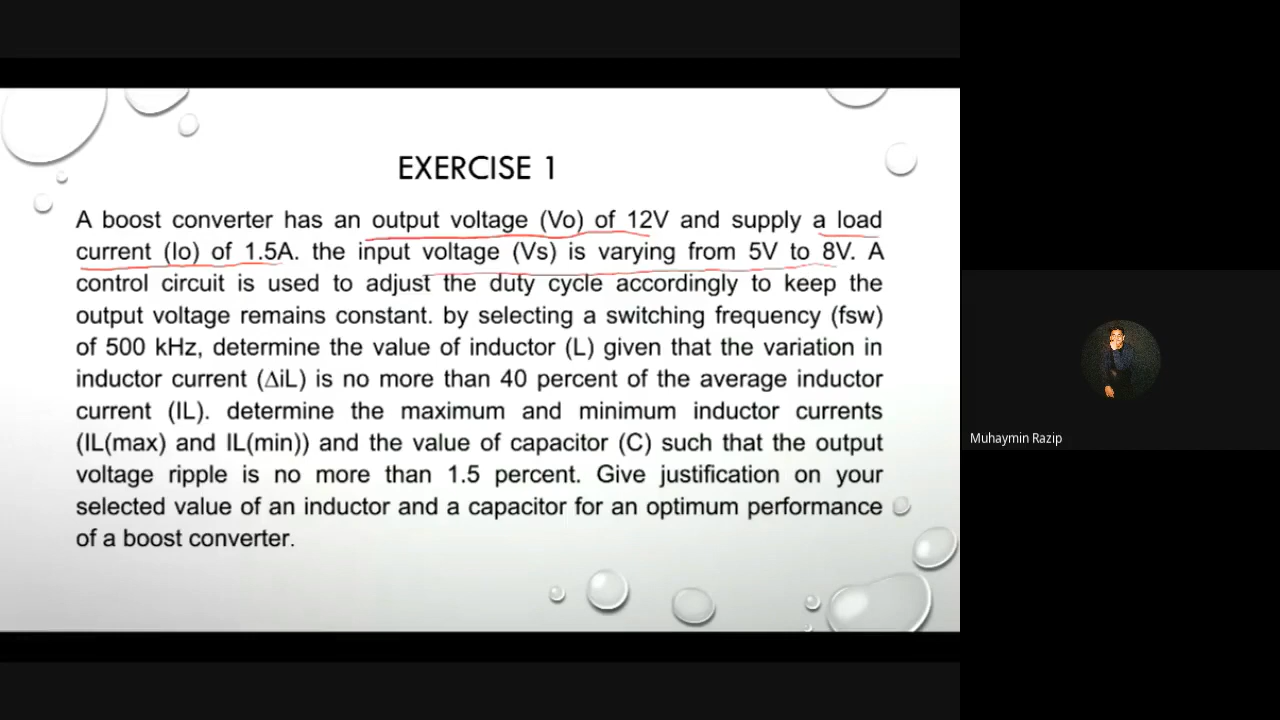 EXERCISE 1
A boost converter has an output voltage (Vo) of 12V and supply a load
current (Io) of 1.5A. the input voltage (Vs) is varying from 5V to 8V. A
control circuit is used to adjust the duty cycle accordingly to keep the
output voltage remains constant. by selecting a switching frequency (fsw)
of 500 kHz, determine the value of inductor (L) given that the variation in
inductor current (∆iL) is no more than 40 percent of the average inductor
current (IL). determine the maximum and minimum inductor currents
(IL(max) and IL(min)) and the value of capacitor (C) such that the output
voltage ripple is no more than 1.5 percent. Give justification on your
selected value of an inductor and a capacitor for an optimum performance
of a boost converter.
Muhaymin Razip